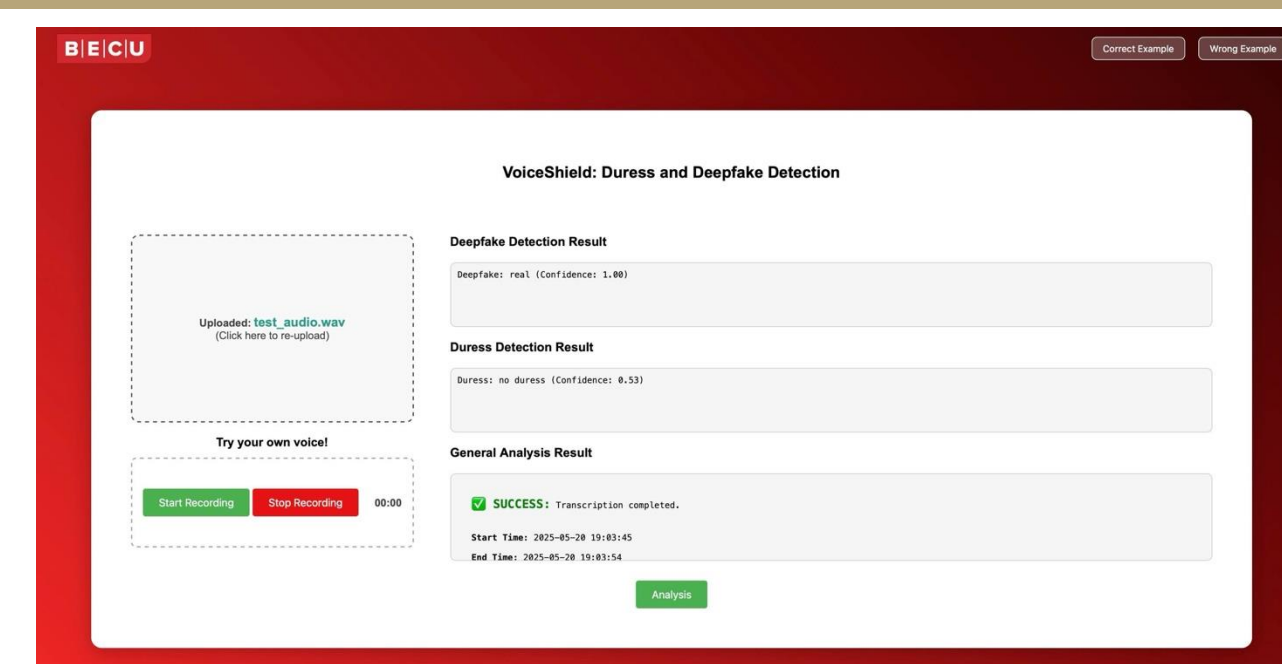 B|E|C|U
Correct Example
Wrong Example
VoiceShield: Duress and Deepfake Detection
Uploaded: test_audio.wav
(Click here to re-upload)
Try your own voice!
Start Recording
Stop Recording
00:00
Deepfake Detection Result
Deepfake: real (Confidence: 1.00)
Duress Detection Result
Duress: no duress (Confidence: 0.53)
General Analysis Result
✅ SUCCESS: Transcription completed.
Start Time: 2025-05-20 19:03:45
End Time: 2025-05-20 19:03:54
Analysis